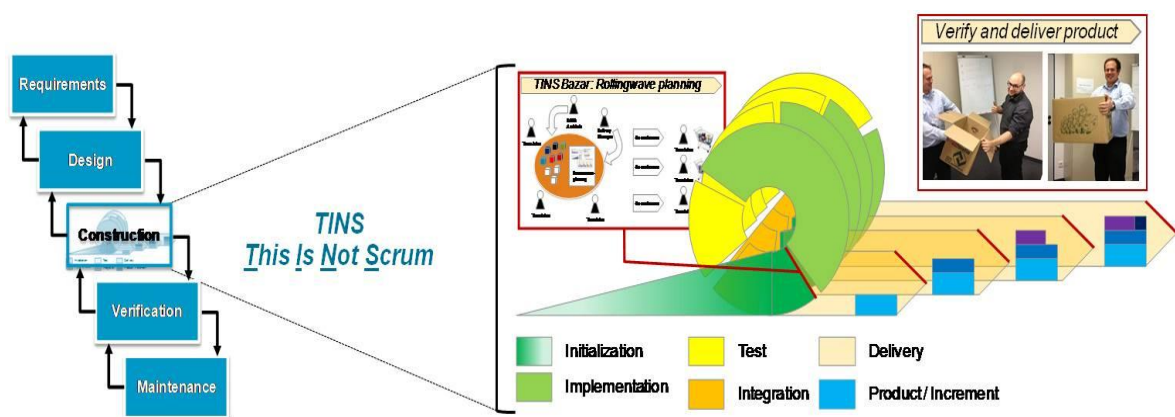 Requirements
Design
Construction
Verification
Maintenance
TINS
This Is Not Scrum
TINS Bazar: Rollingwave planning
Verify and deliver product
Initialization
Test
Delivery
Implementation
Integration
Product / Increment